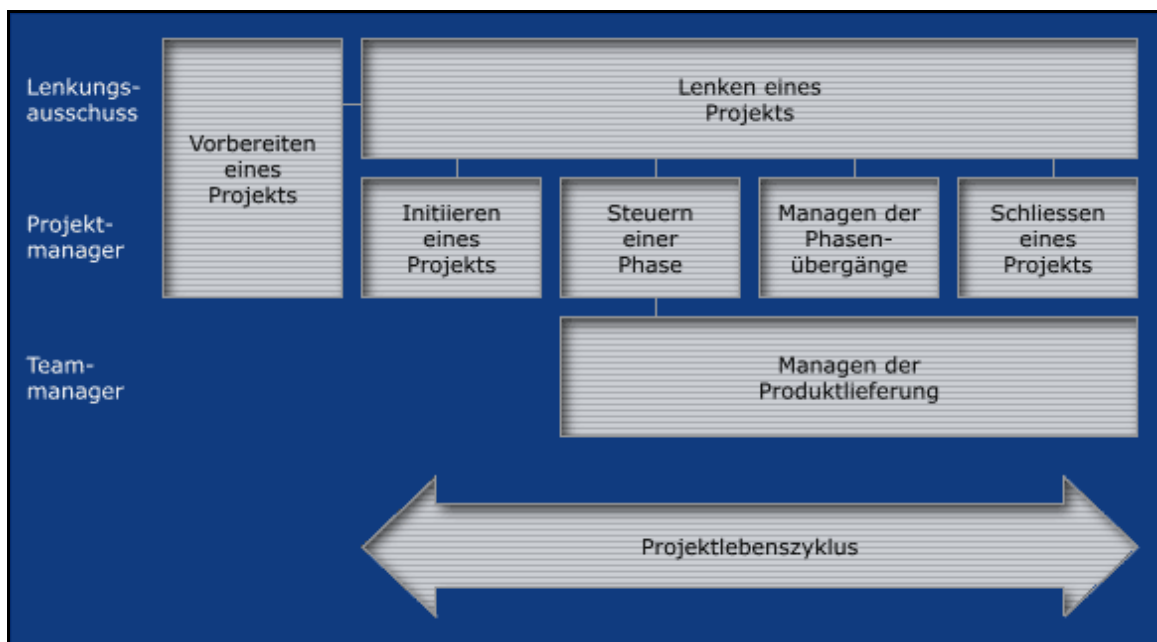 Lenkungs-
ausschuss
Vorbereiten
eines
Projekts
Lenken eines
Projekts
Projekt-
manager
Initiieren
eines
Projekts
Steuern
einer
Phase
Managen der
Phasen-
übergänge
Schliessen
eines
Projekts
Team-
manager
Managen der
Produktlieferung
Projektlebenszyklus